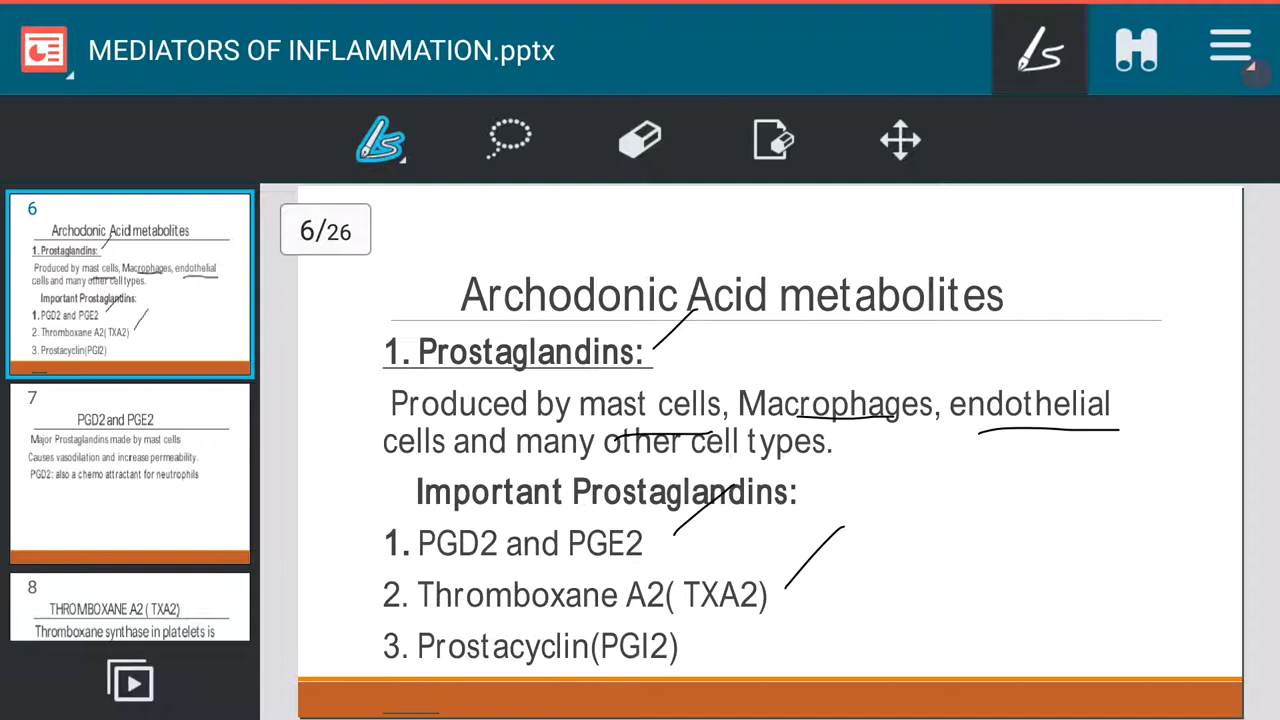 MEDIATORS OF INFLAMMATION.pptx
6
Archodonic Acid metabolites
1. Prostaglandins:
Produced by mast cells, Macrophages, endothelial
cells and many other cell types.
Important Prostaglandins:
1. PGD2 and PGE2
2. Thromboxane A2( TXA2)
3. Prostacyclin(PGI2)
7
PGD2 and PGE2
Major Prostaglandins made by mast cells
Causes vasodilation and increase permeability.
PGD2: also a chemo attractant for neutrophils
8
THROMBOXANE A2 ( TXA2)
Thromboxane synthase in platelets is
6/26
Archodonic Acid metabolites
1. Prostaglandins:
Produced by mast cells, Macrophages, endothelial
cells and many other cell types.
Important Prostaglandins:
1. PGD2 and PGE2
2. Thromboxane A2( TXA2)
3. Prostacyclin(PGI2)